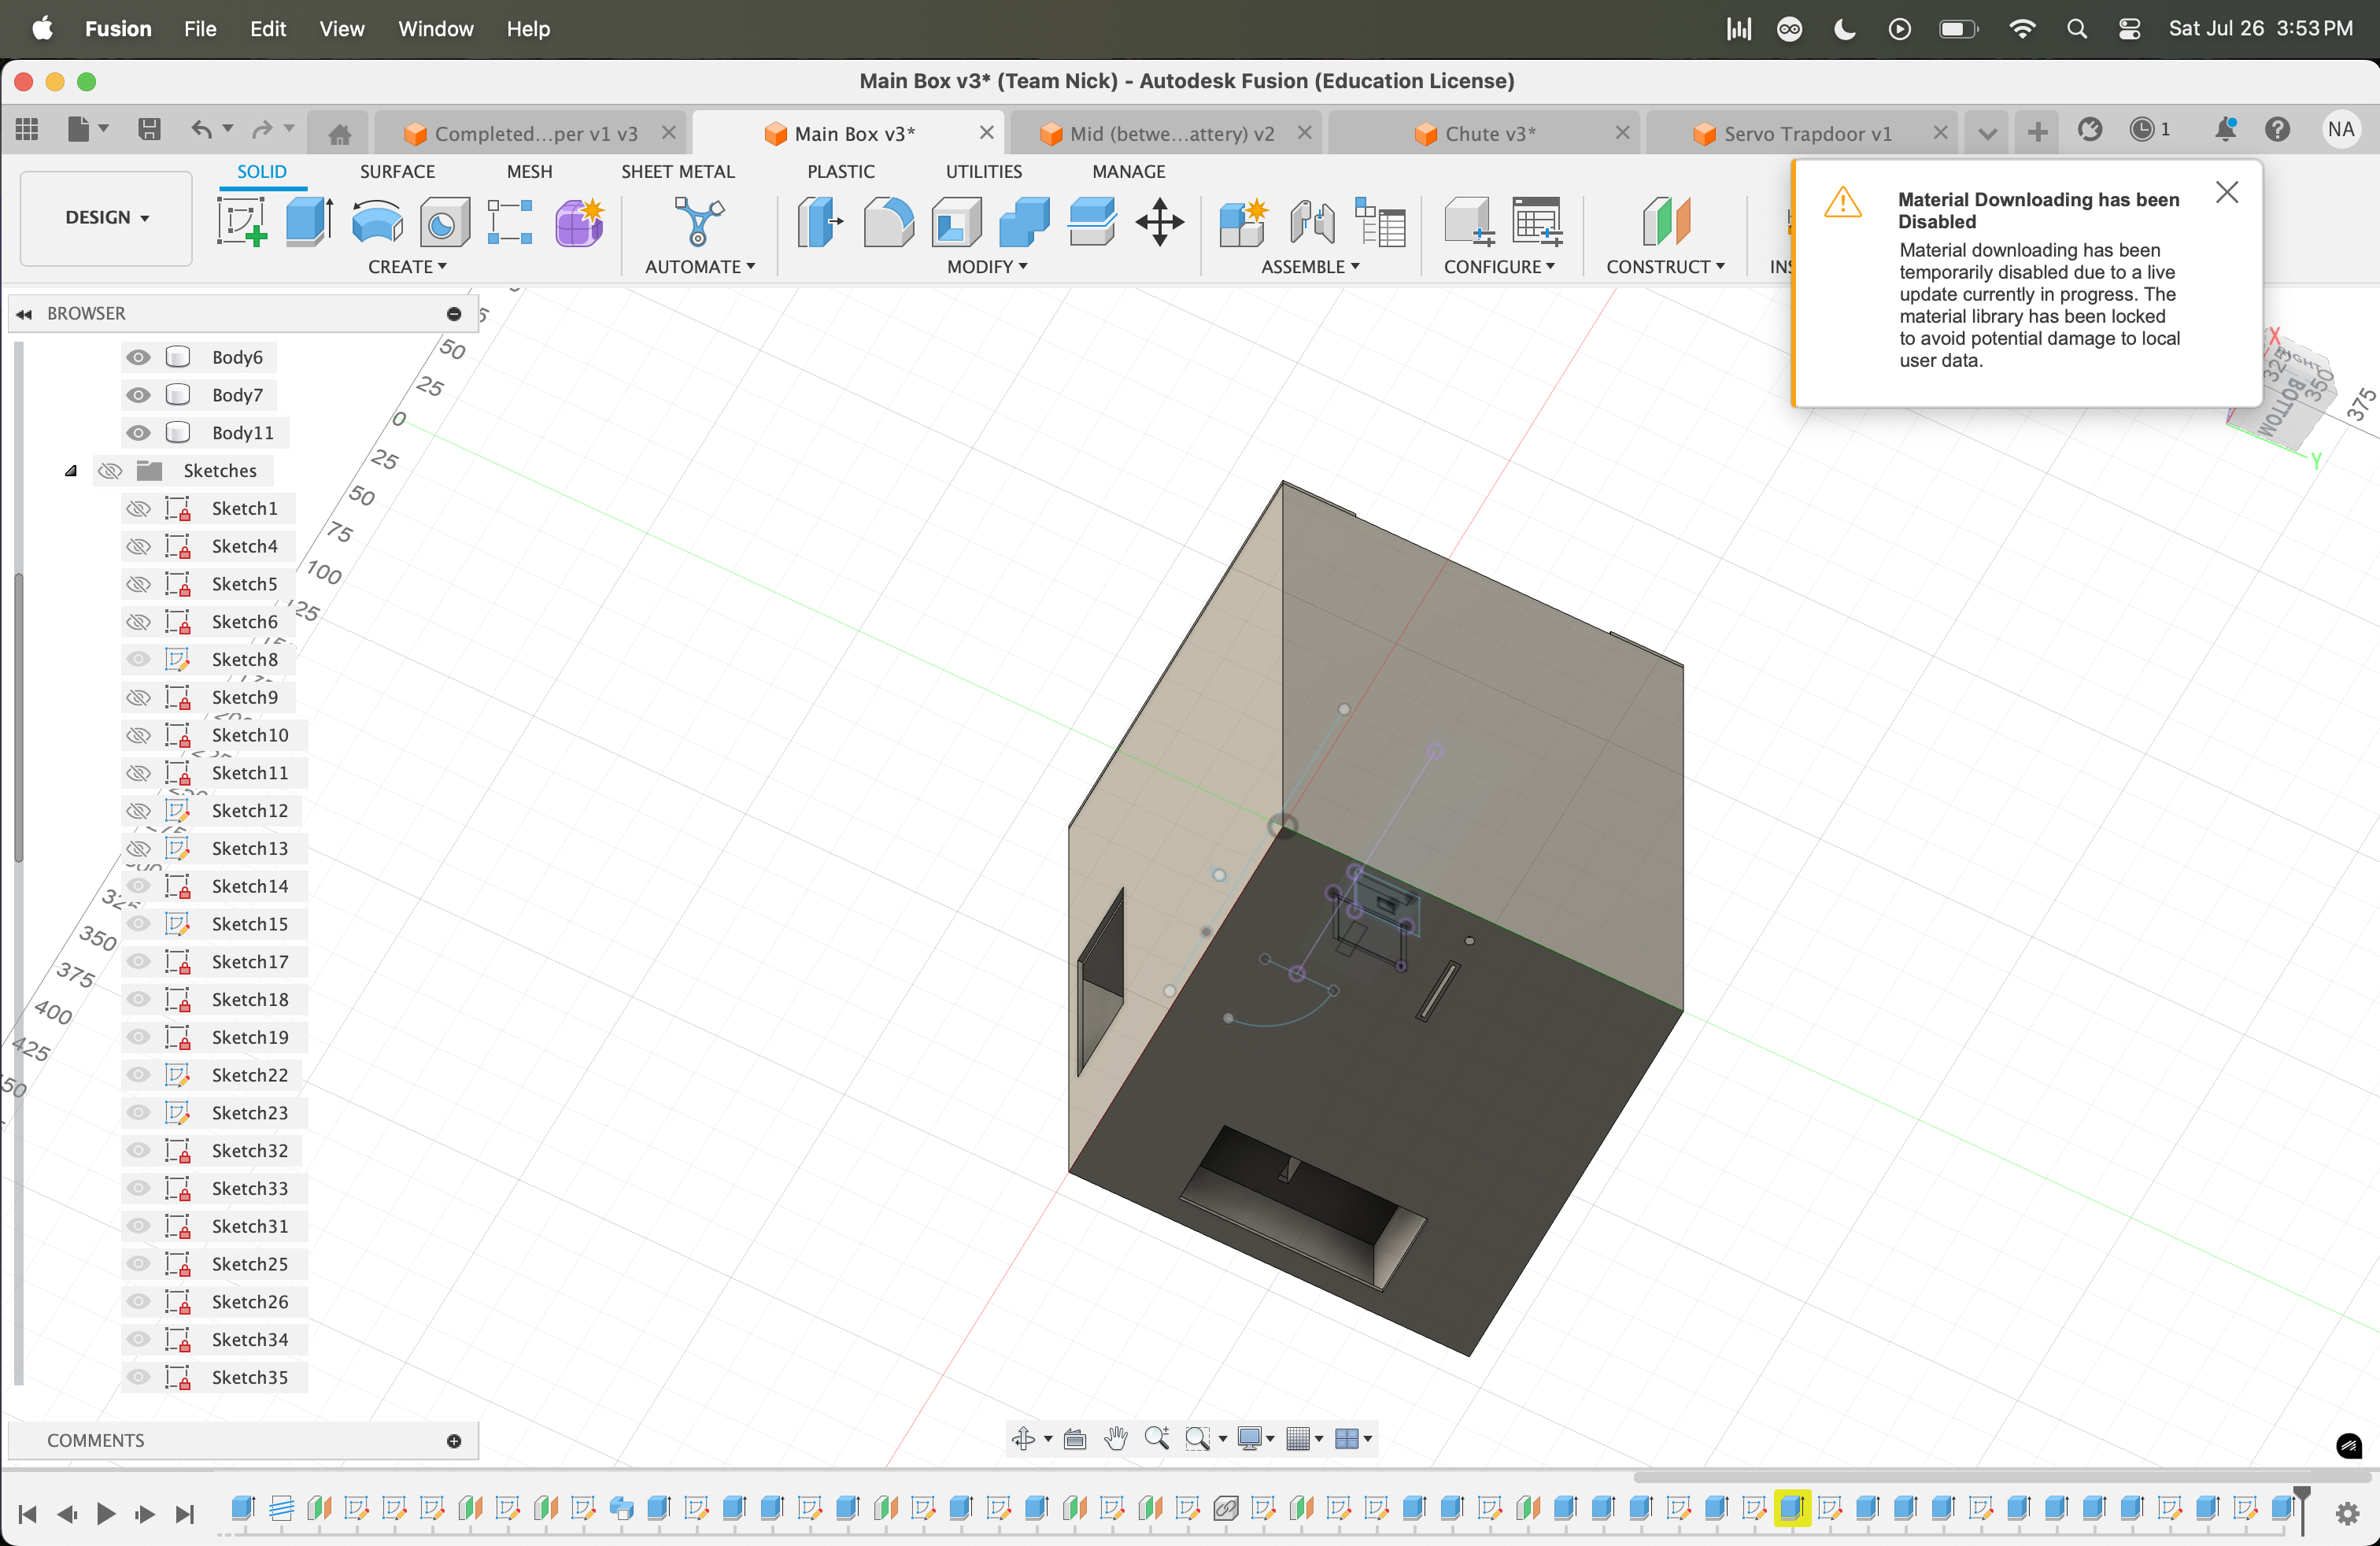 Fusion File Edit View Window Help Sat Jul 26 3:53 PM
Main Box v3* (Team Nick) - Autodesk Fusion (Education License)
Completed...per v1 v3 Main Box v3* Mid (betwe...attery) v2 Chute v3* Servo Trapdoor v1 1 NA
SOLID SURFACE MESH SHEET METAL PLASTIC UTILITIES MANAGE
DESIGN
CREATE AUTOMATE MODIFY ASSEMBLE CONFIGURE CONSTRUCT INS
Material Downloading has been
Disabled
Material downloading has been
temporarily disabled due to a live
update currently in progress. The
material library has been locked
to avoid potential damage to local
user data.
BROWSER
Body6
Body7
Body11
Sketches
Sketch1
Sketch4
Sketch5
Sketch6
Sketch8
Sketch9
Sketch10
Sketch11
Sketch12
Sketch13
Sketch14
Sketch15
Sketch17
Sketch18
Sketch19
Sketch22
Sketch23
Sketch32
Sketch33
Sketch31
Sketch25
Sketch26
Sketch34
Sketch35
50
25
0
25
50
75
100
350
375
400
425
X
RIGHT
325
350
375
BOTTOM
Y
COMMENTS